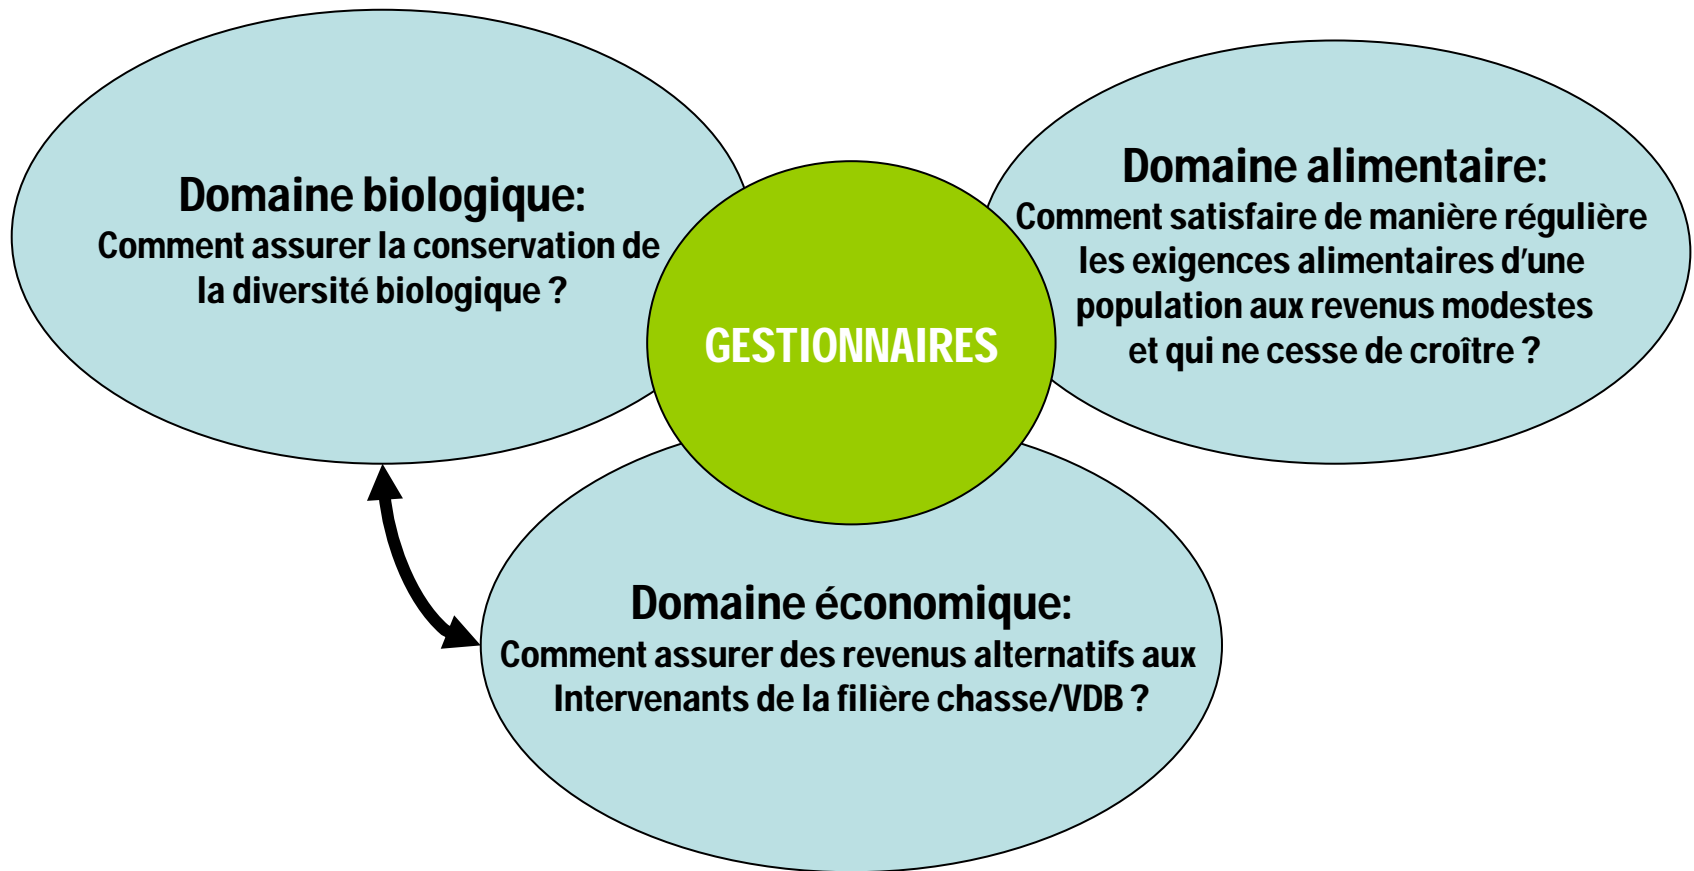 Domaine biologique:
Comment assurer la conservation de
la diversité biologique ?
Domaine alimentaire:
Comment satisfaire de manière régulière
les exigences alimentaires d'une
population aux revenus modestes
et qui ne cesse de croître ?
GESTIONNAIRES
Domaine économique:
Comment assurer des revenus alternatifs aux
Intervenants de la filière chasse/VDB ?